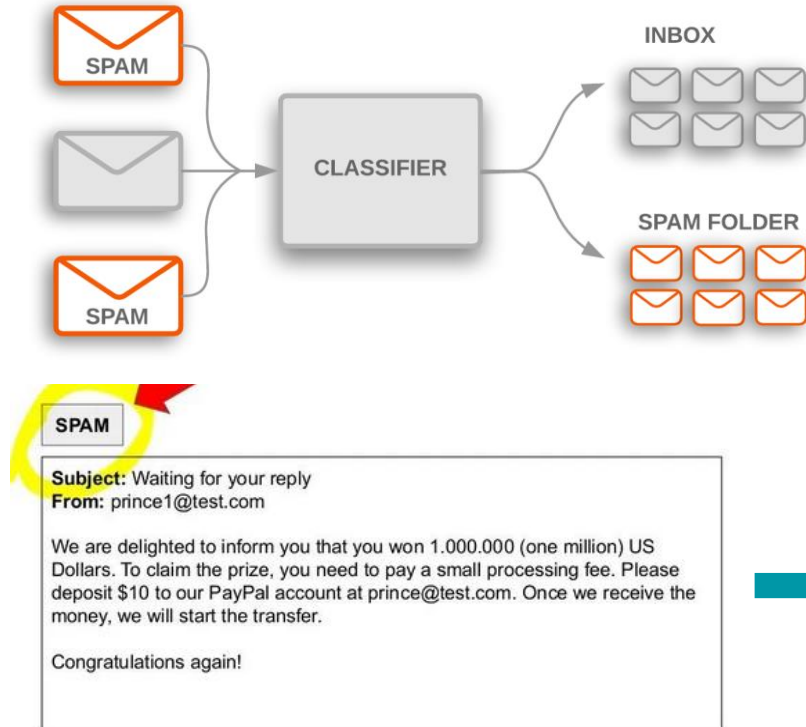 SPAM
SPAM
CLASSIFIER
INBOX
SPAM FOLDER
SPAM
Subject: Waiting for your reply
From: prince1@test.com
We are delighted to inform you that you won 1.000.000 (one million) US
Dollars. To claim the prize, you need to pay a small processing fee. Please
deposit $10 to our PayPal account at prince@test.com. Once we receive the
money, we will start the transfer.
Congratulations again!